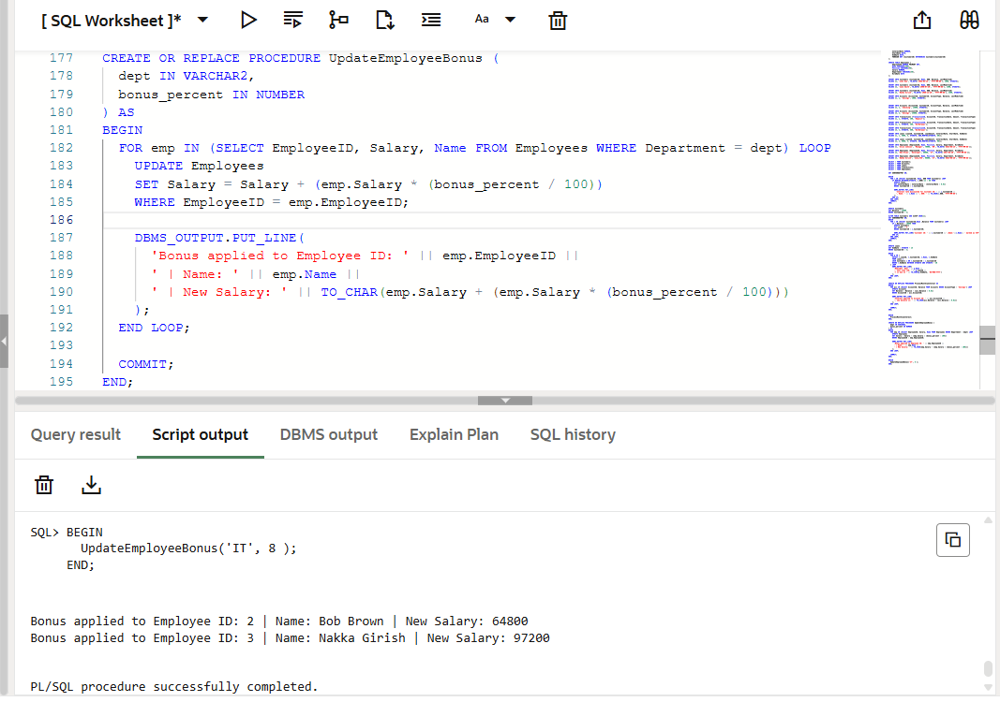 [ SQL Worksheet ]*
Aa
177 CREATE OR REPLACE PROCEDURE UpdateEmployeeBonus (
178 dept IN VARCHAR2,
179 bonus_percent IN NUMBER
180 ) AS
181 BEGIN
182 FOR emp IN (SELECT EmployeeID, Salary, Name FROM Employees WHERE Department = dept) LOOP
183 UPDATE Employees
184 SET Salary = Salary + (emp.Salary * (bonus_percent / 100))
185 WHERE EmployeeID = emp.EmployeeID;
186
187 DBMS_OUTPUT.PUT_LINE(
188 'Bonus applied to Employee ID: ' || emp.EmployeeID ||
189 ' | Name: ' || emp.Name ||
190 ' | New Salary: ' || TO_CHAR(emp.Salary + (emp.Salary * (bonus_percent / 100)))
191 );
192 END LOOP;
193
194 COMMIT;
195 END;
Query result Script output DBMS output Explain Plan SQL history
SQL> BEGIN
UpdateEmployeeBonus('IT', 8 );
END;
Bonus applied to Employee ID: 2 | Name: Bob Brown | New Salary: 64800
Bonus applied to Employee ID: 3 | Name: Nakka Girish | New Salary: 97200
PL/SQL procedure successfully completed.